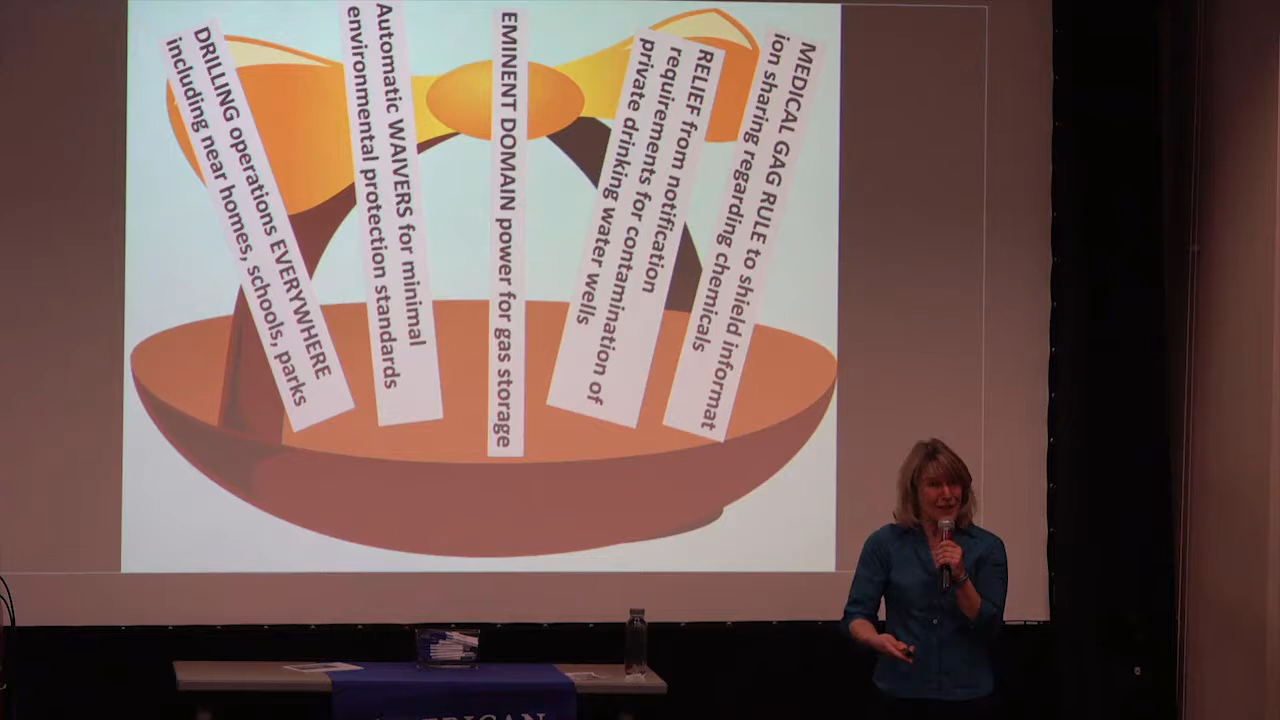 DRILLING operations EVERYWHERE
including near homes, schools, parks
Automatic WAIVERS for minimal
environmental protection standards
EMINENT DOMAIN power for gas storage
RELIEF from notification
requirements for contamination of
private drinking water wells
MEDICAL GAG RULE to shield informat
ion sharing regarding chemicals
AMERICAN